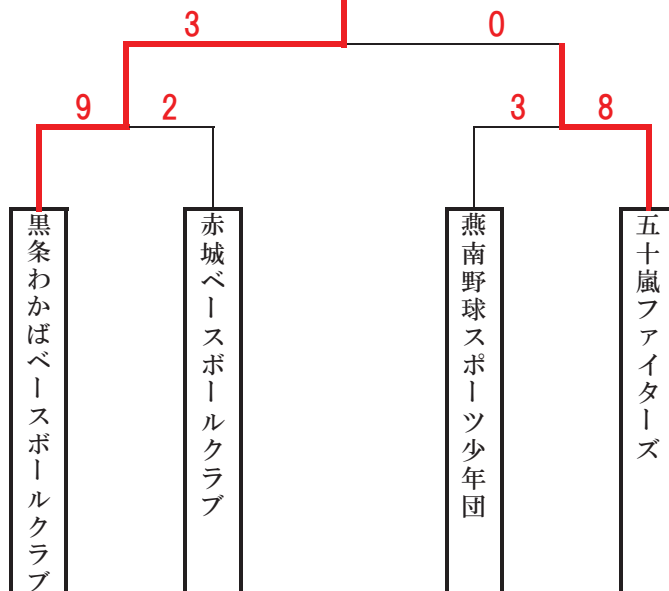 3 0
9 2 3 8
黒条わかばベースボールクラブ
赤城ベースボールクラブ
燕南野球スポーツ少年団
五十嵐ファイターズ